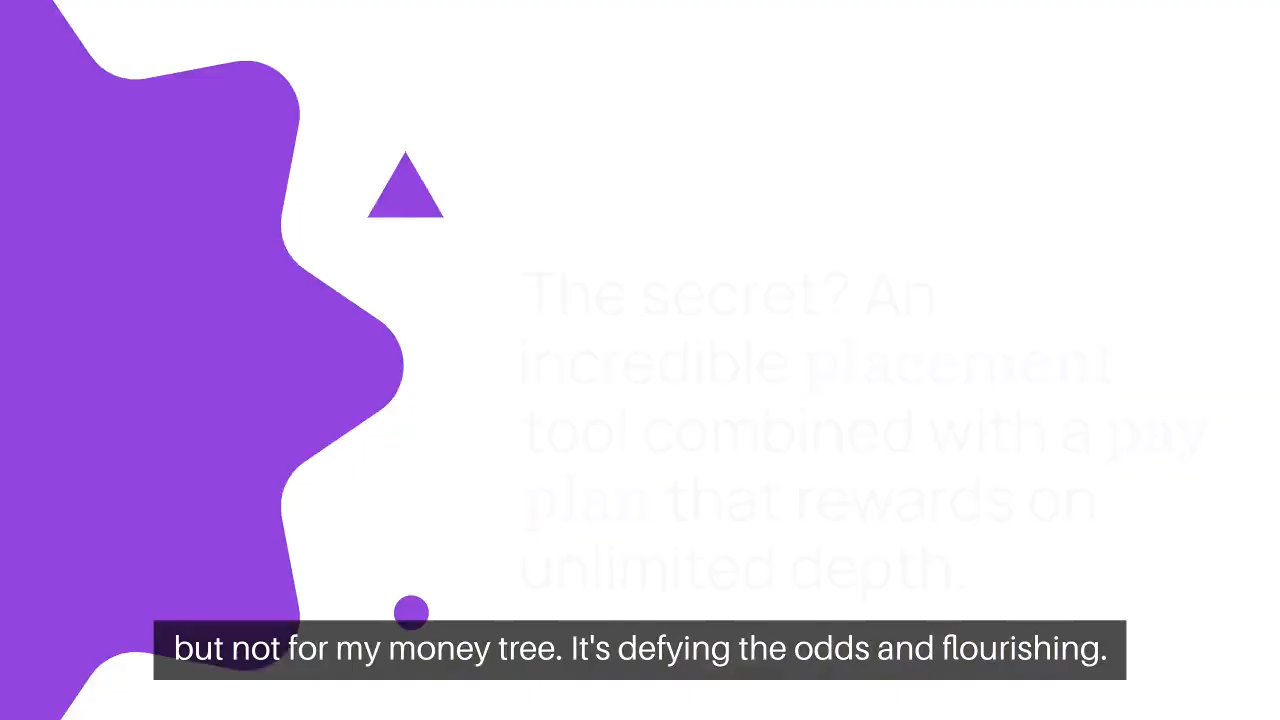 The secret? An
incredible placement
tool combined with a pay
plan that rewards on
unlimited depth.
but not for my money tree. It's defying the odds and flourishing.